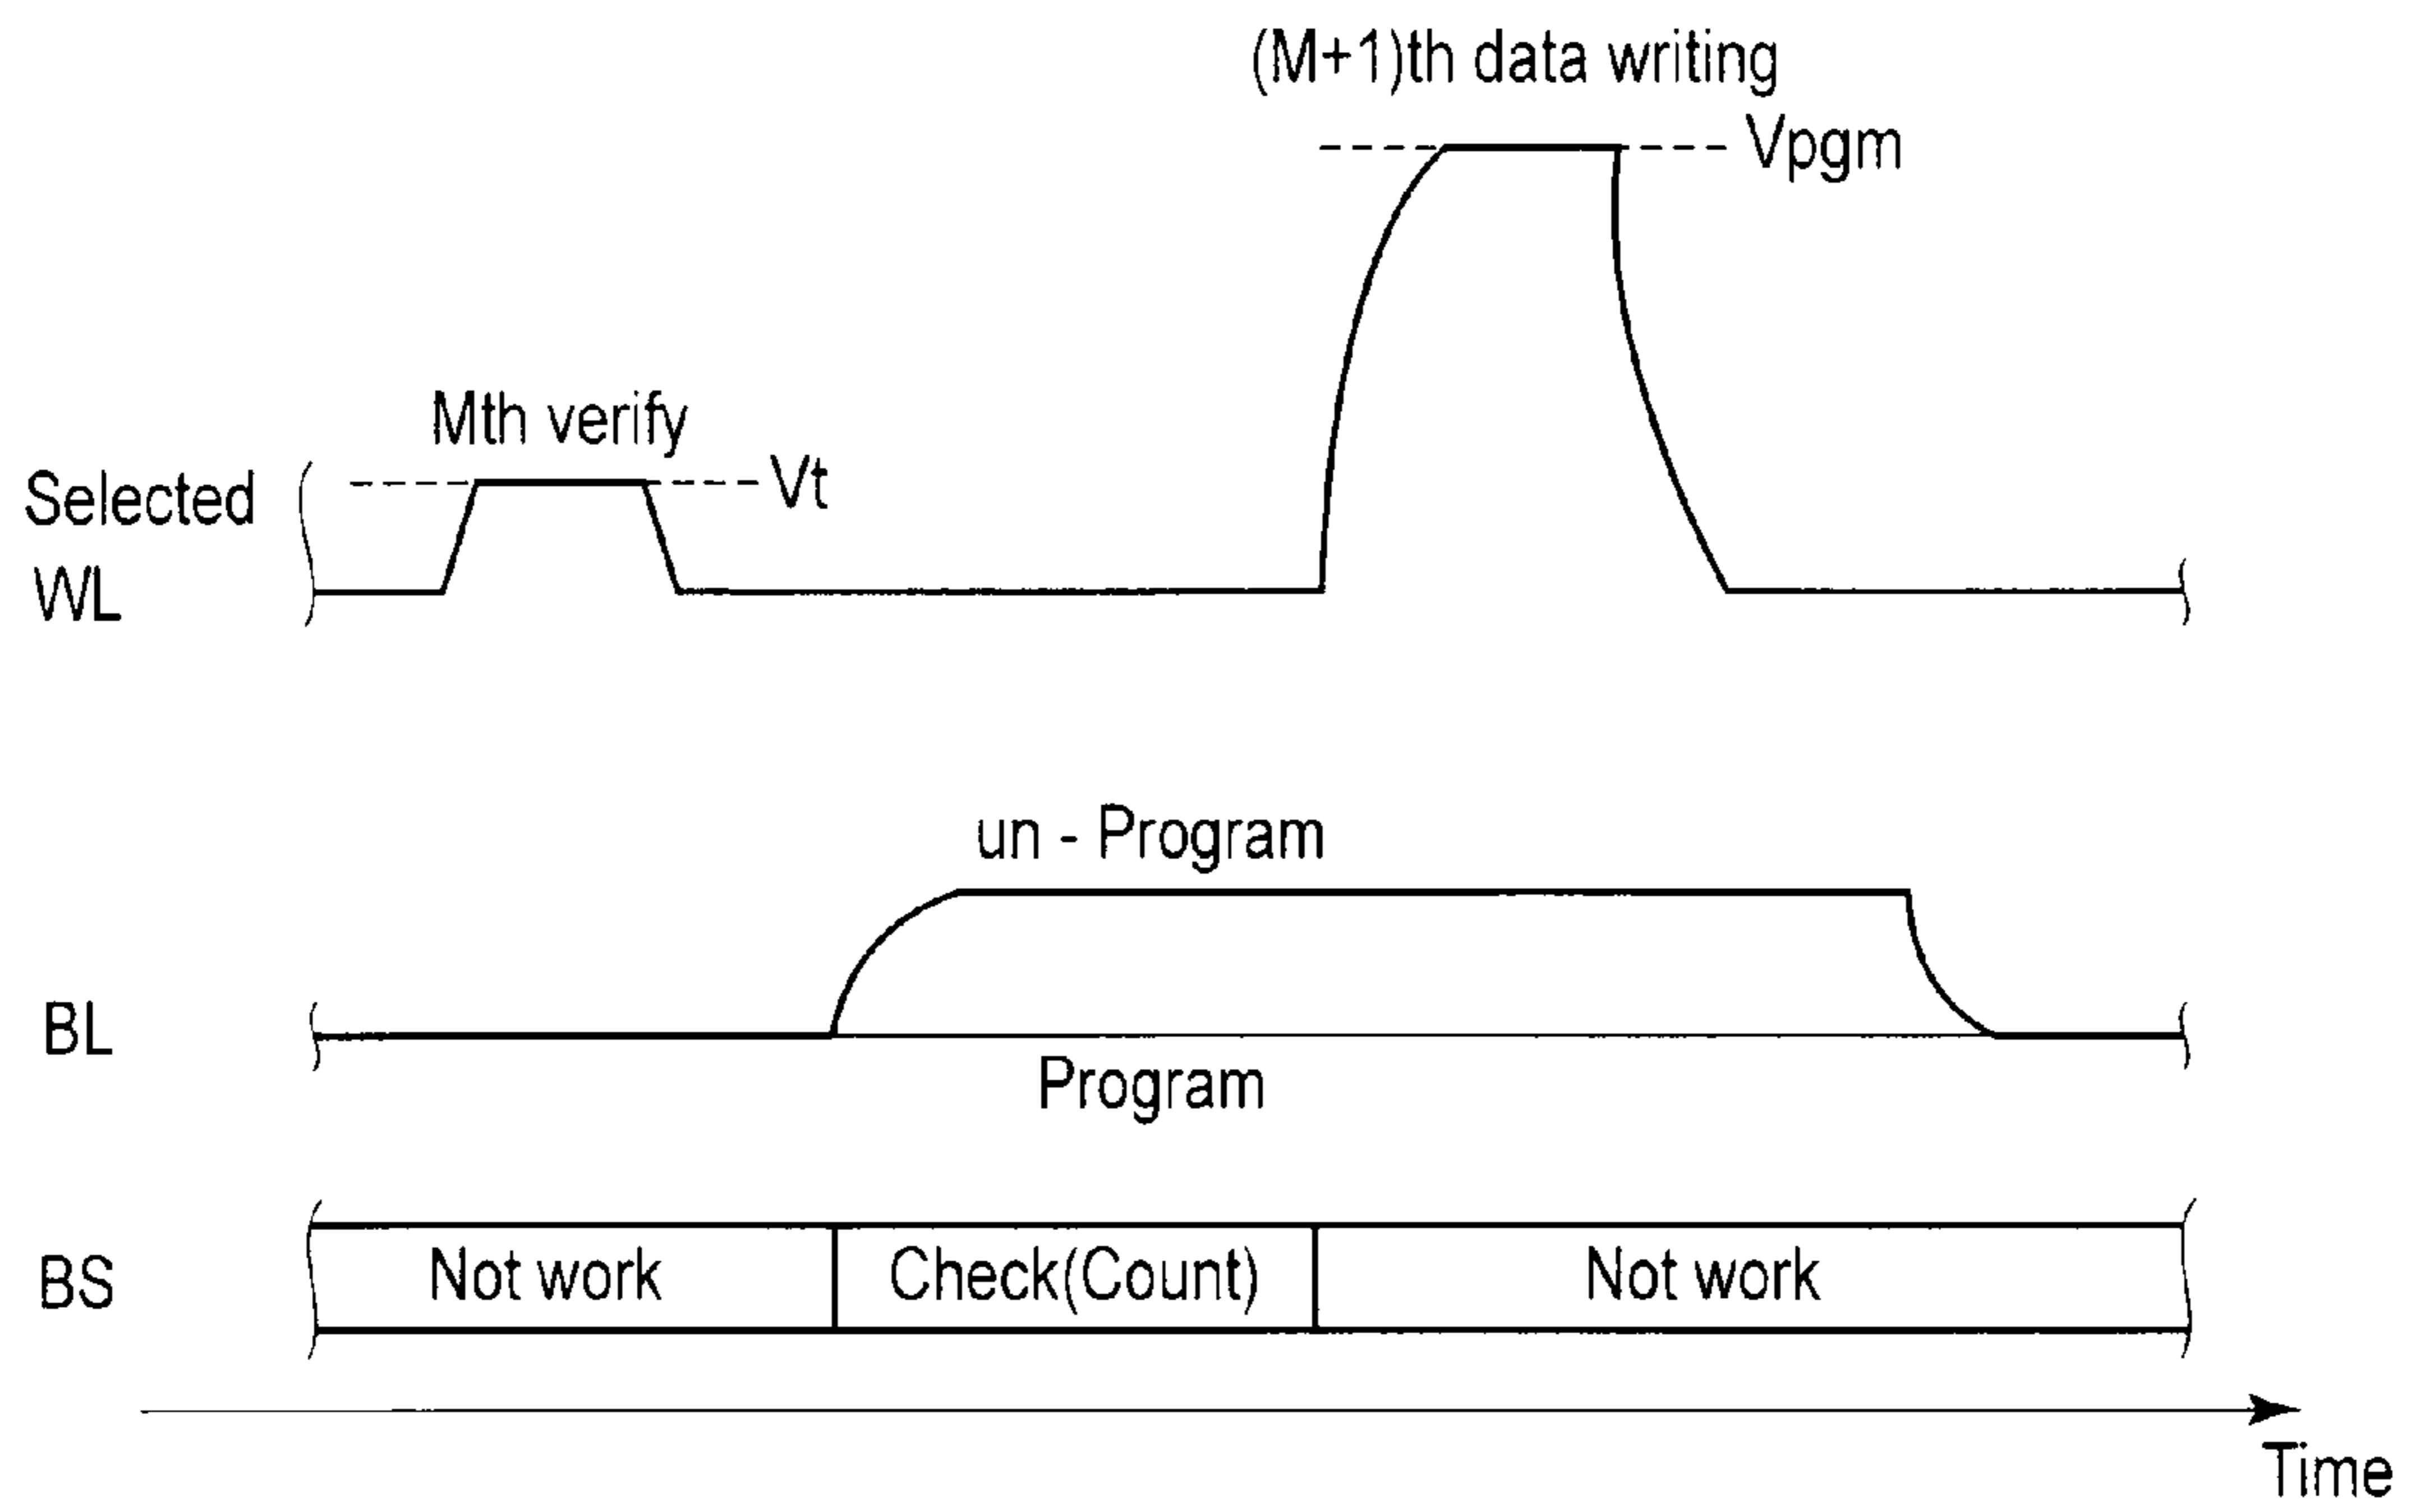 (M+1)th data writing
Vpgm
Mth verify
Vt
Selected
WL
un - Program
BL
Program
BS
Not work
Check(Count)
Not work
Time